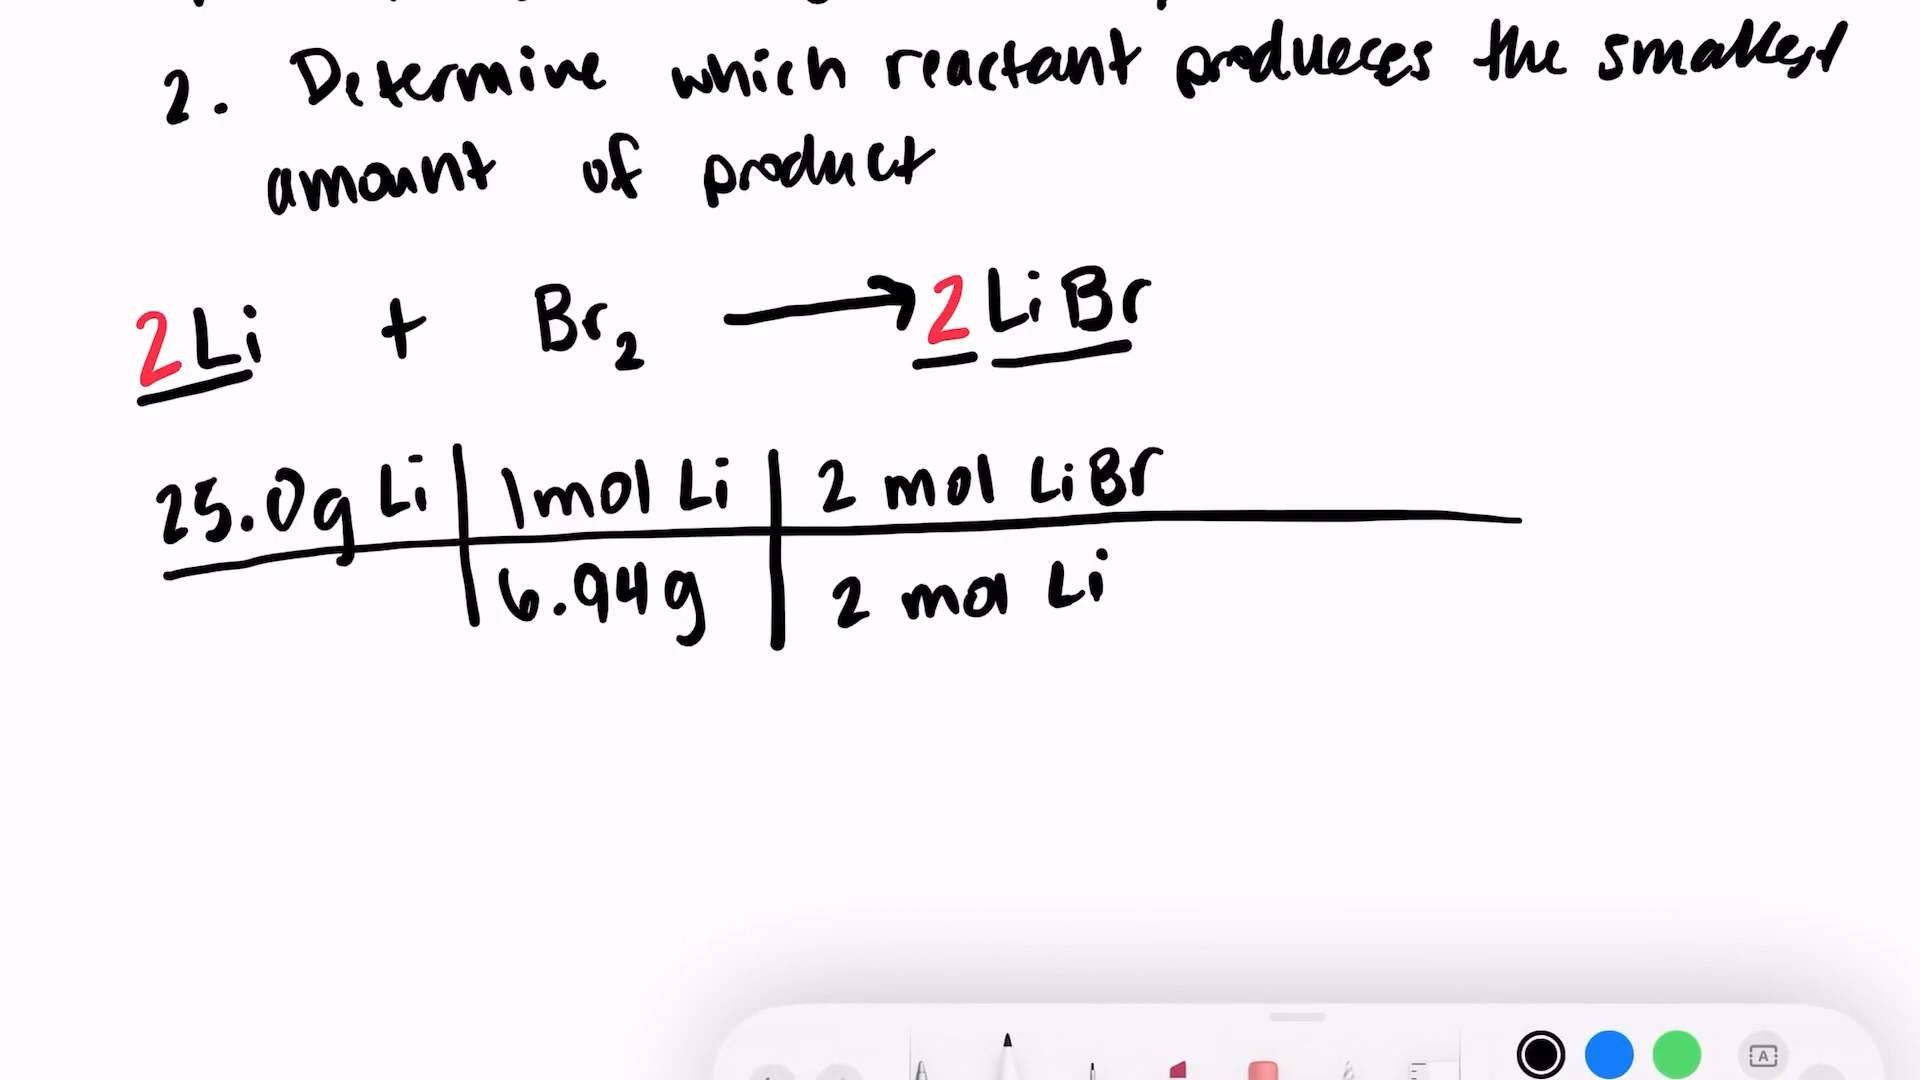 2. Determine which reactant produces the smallest
amount of product
2Li + Br2 → 2LiBr
25.0g Li | 1mol Li | 2 mol LiBr
6.94g | 2 mol Li
A